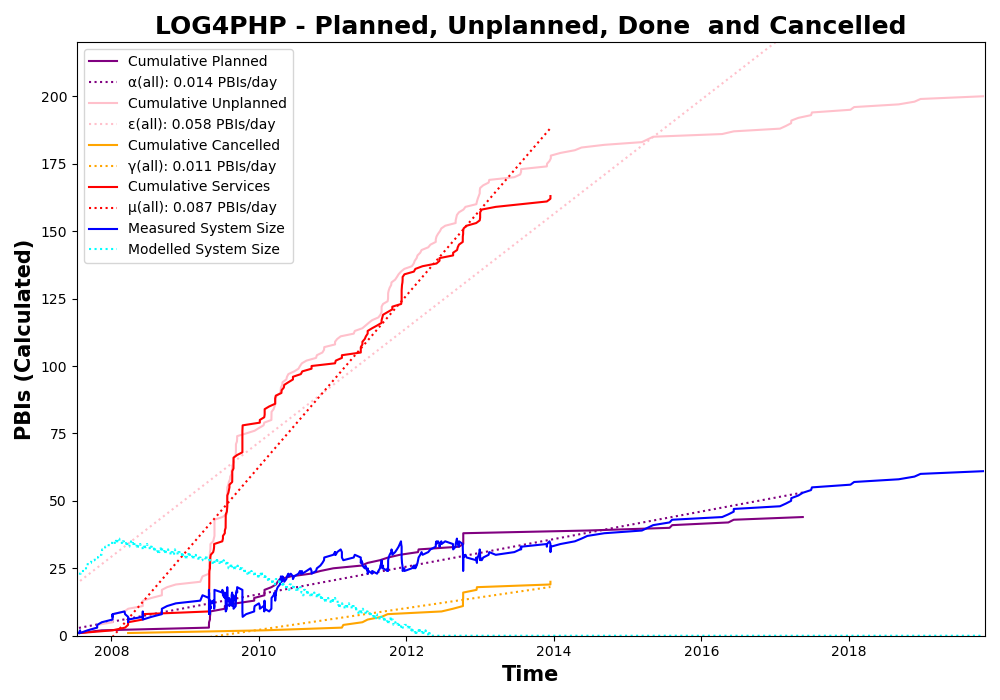 LOG4PHP - Planned, Unplanned, Done  and Cancelled
Cumulative Planned
α(all): 0.014 PBIs/day
Cumulative Unplanned
ε(all): 0.058 PBIs/day
Cumulative Cancelled
γ(all): 0.011 PBIs/day
Cumulative Services
μ(all): 0.087 PBIs/day
Measured System Size
Modelled System Size
PBIs (Calculated)
200
175
150
125
100
75
50
25
0
2008 2010 2012 2014 2016 2018
Time